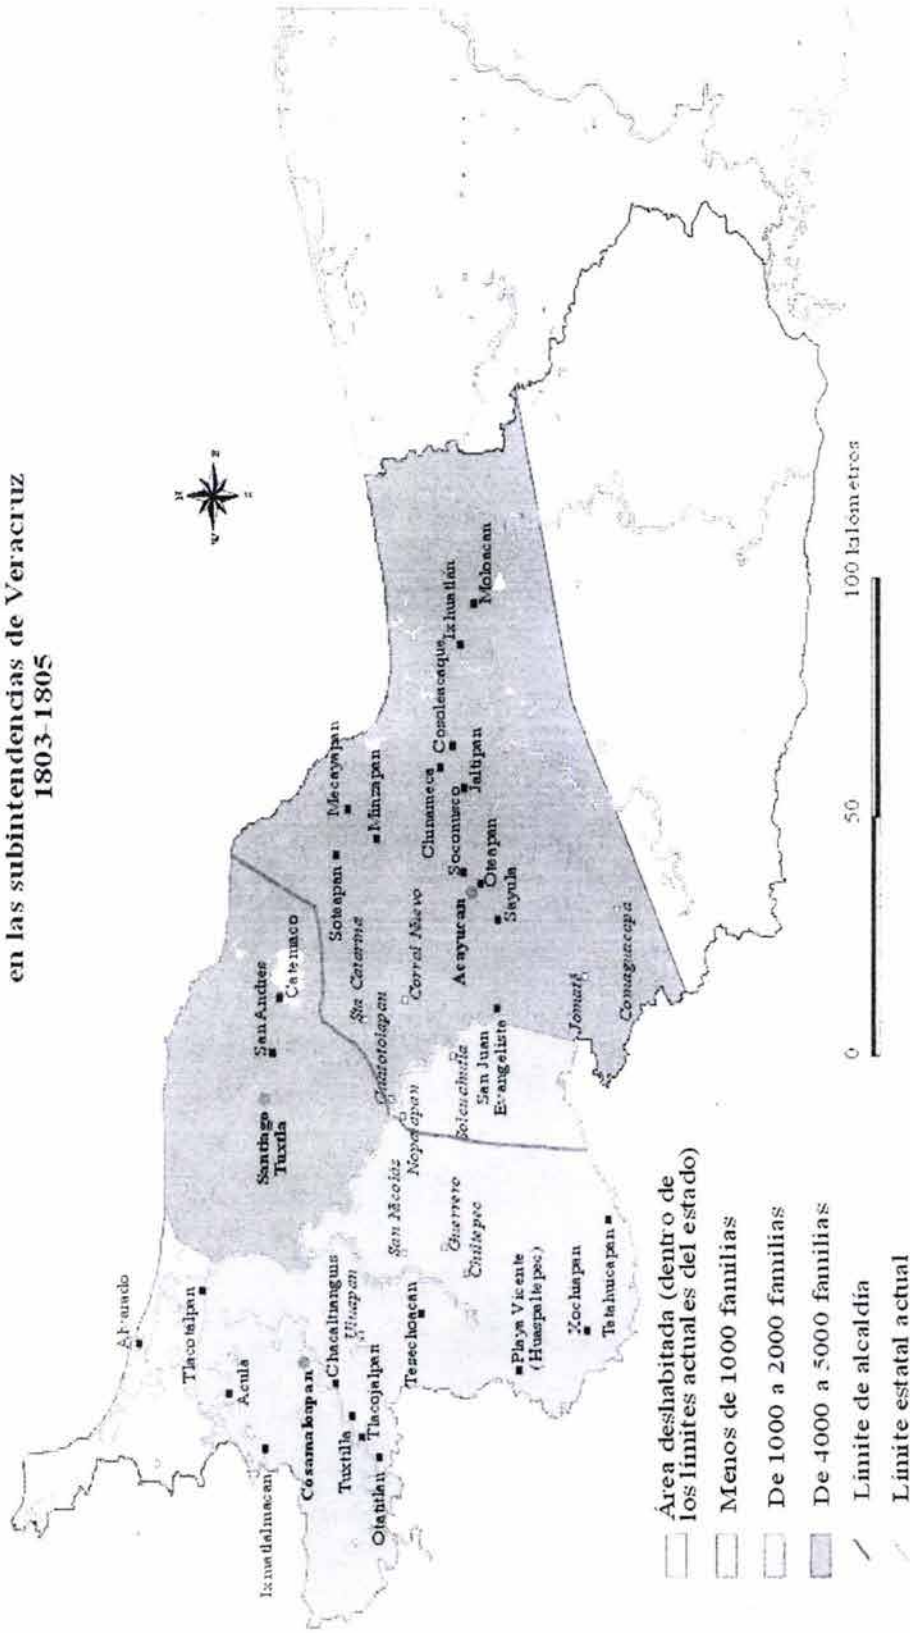 en las subintendencias de Veracruz
1803-1805
N
E
S
W
Alvarado
Tlacotalpan
Acula
Ixmatlahuacan
Cosamaloapan
Chacaltianguis
Uluapan
Tuxtilla
Tlacojalpan
Otatitlan
Tesechoacan
Santiago
Tuxtla
San Andres
Catemaco
San Nicolás
Nopalapan
Guerrero
Chiltepec
Playa Vicente
(Huaspaltepec)
Xochiapan
Tatahuicapan
Soteapan
Mecayapan
Minzapan
Sta Catarina
Corral Nuevo
Solcuahutla
San Juan
Evangelista
Acayucan
Soconusco
Oteapan
Sayula
Chinameca
Cosoleacaque
Jaltipan
Ixhuatlán
Moloacan
Jomate
Comaguacapa
0
50
100 kilómetros
Área deshabitada (dentro de
los límites actuales del estado)
Menos de 1000 familias
De 1000 a 2000 familias
De 4000 a 5000 familias
Límite de alcaldía
Límite estatal actual